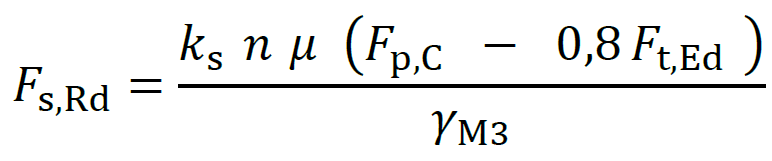 F_s,Rd = k_s n μ (F_p,C − 0,8 F_t,Ed) / γ_M3